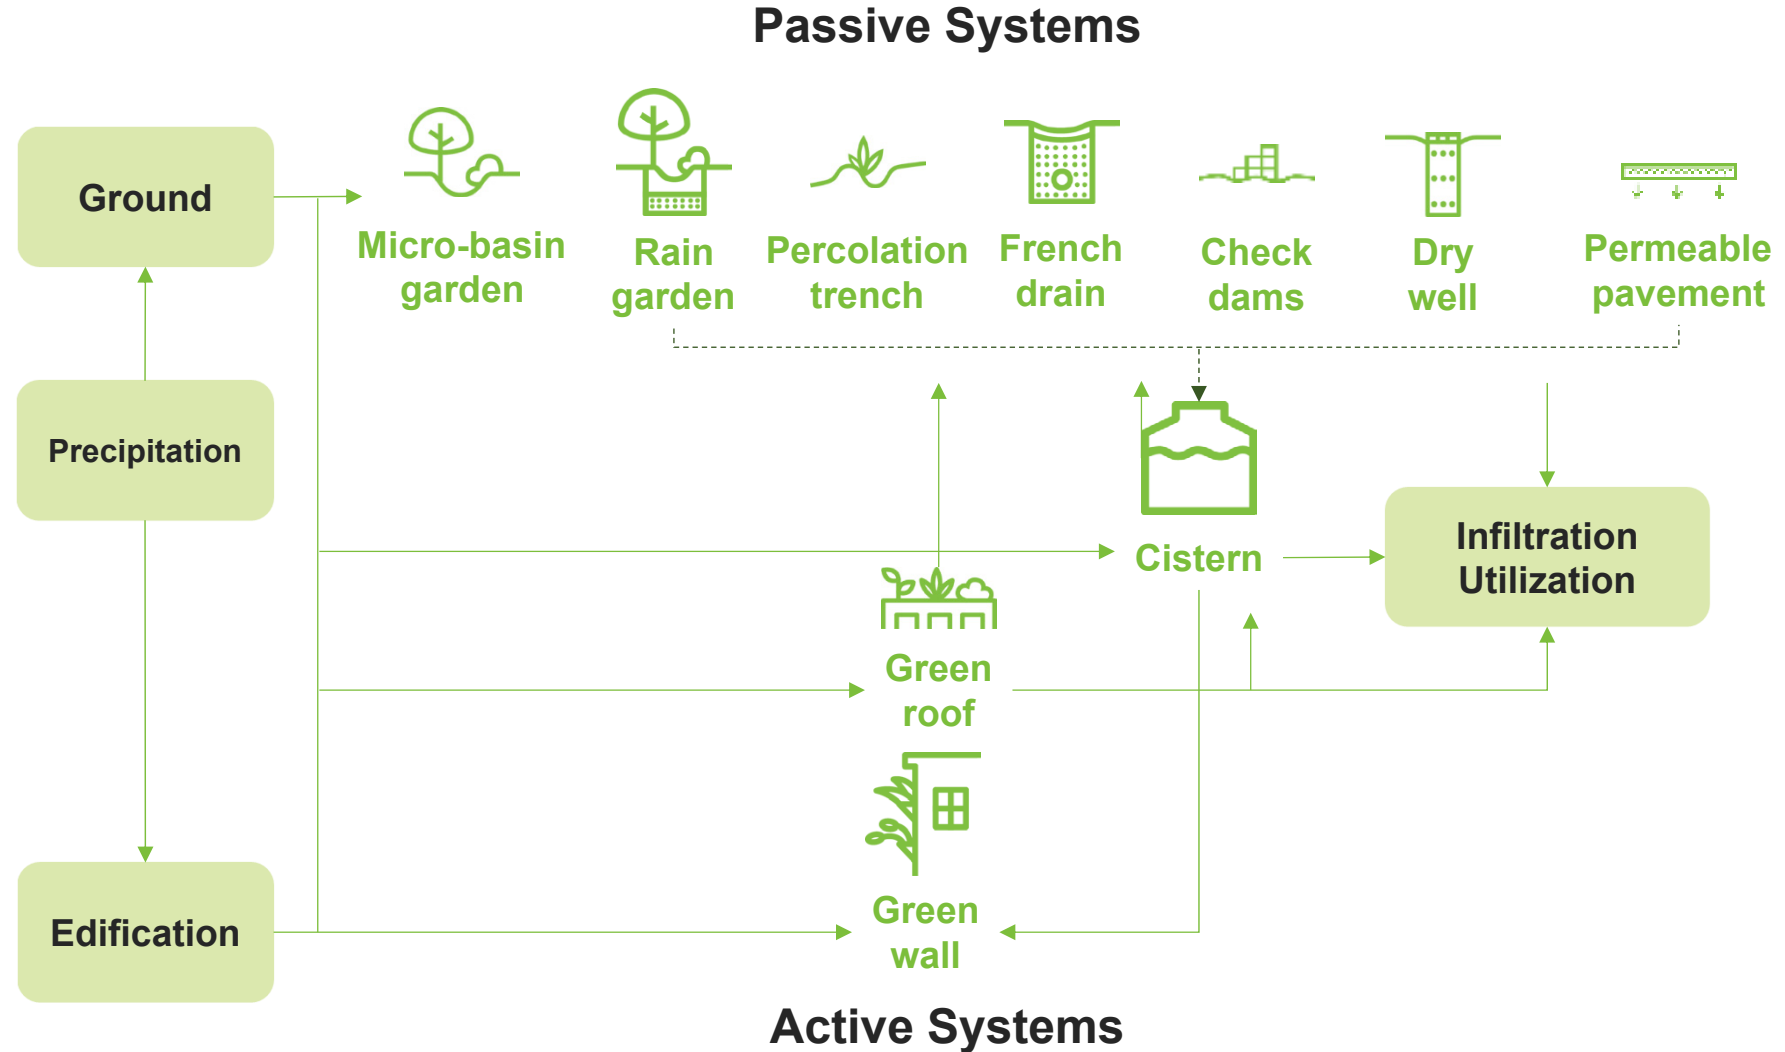 Passive Systems
Ground
Micro-basin
garden
Rain
garden
Percolation
trench
French
drain
Check
dams
Dry
well
Permeable
pavement
Precipitation
Cistern
Infiltration
Utilization
Green
roof
Edification
Green
wall
Active Systems